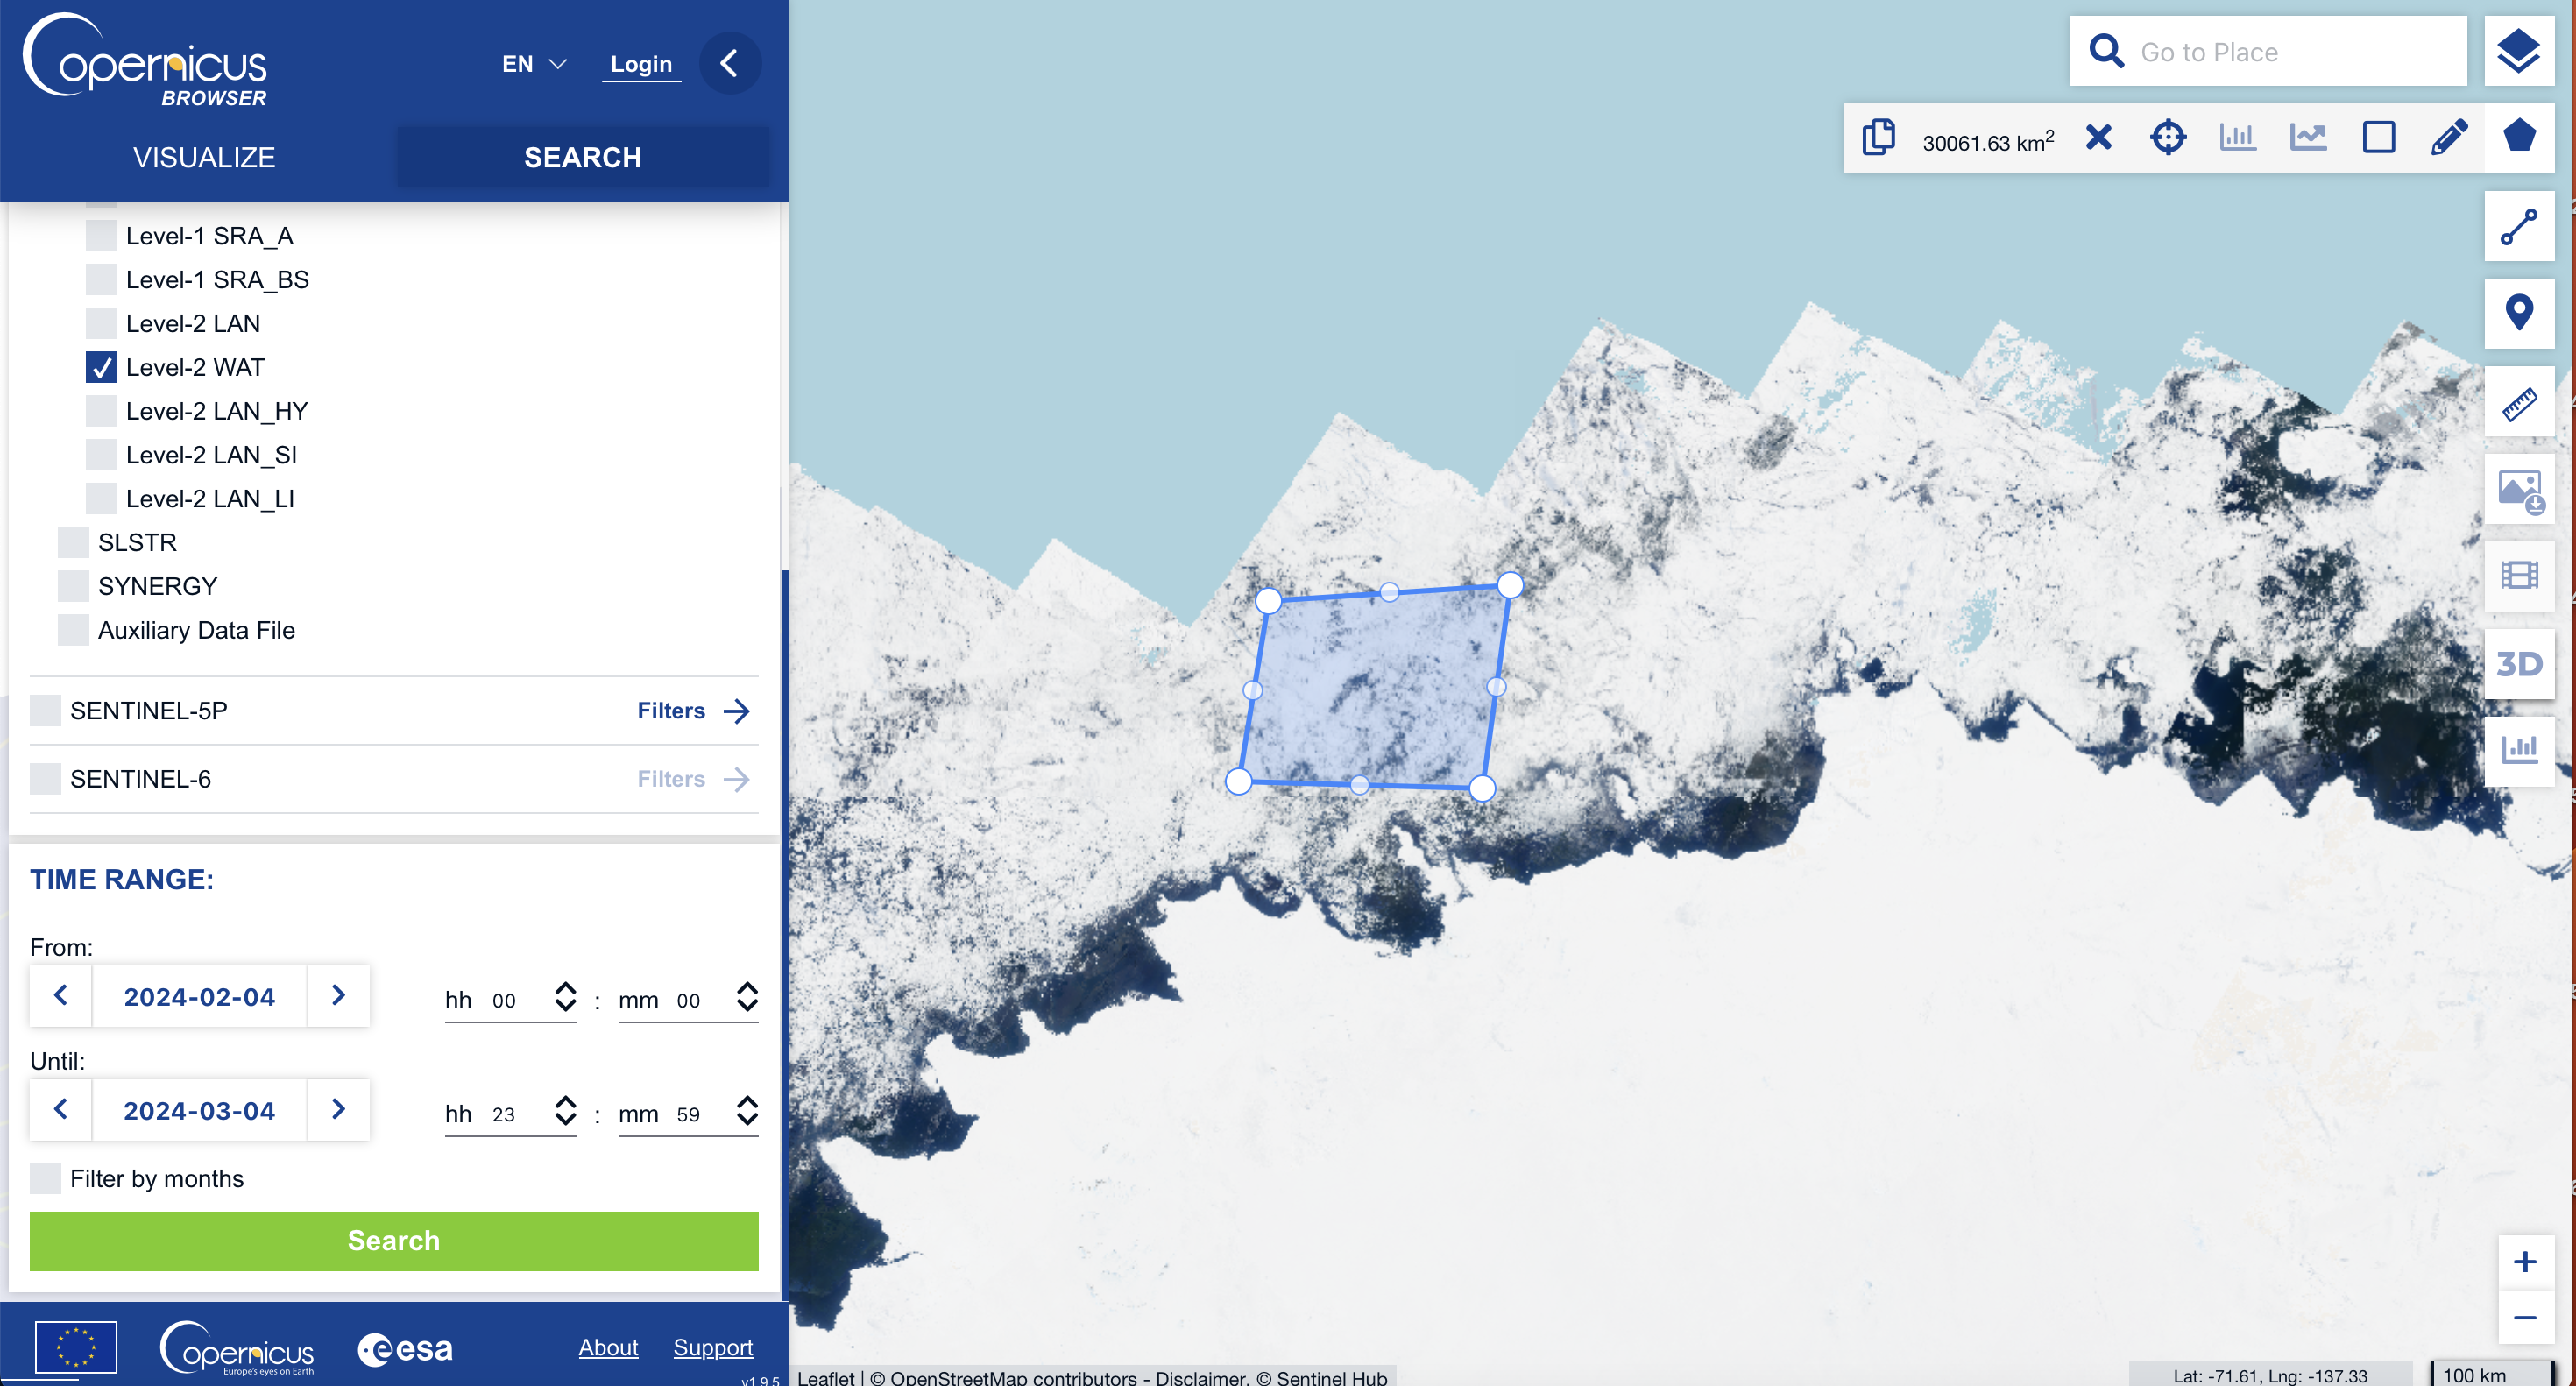 Copernicus
BROWSER
EN
Login
VISUALIZE
SEARCH
Level-1 SRA_A
Level-1 SRA_BS
Level-2 LAN
Level-2 WAT
Level-2 LAN_HY
Level-2 LAN_SI
Level-2 LAN_LI
SLSTR
SYNERGY
Auxiliary Data File
SENTINEL-5P
Filters
SENTINEL-6
Filters
TIME RANGE:
From:
2024-02-04
hh 00 : mm 00
Until:
2024-03-04
hh 23 : mm 59
Filter by months
Search
Copernicus
Europe's eyes on Earth
esa
About
Support
v1.9.5
Go to Place
30061.63 km²
3D
+
−
Leaflet | © OpenStreetMap contributors - Disclaimer, © Sentinel Hub
Lat: -71.61, Lng: -137.33
100 km